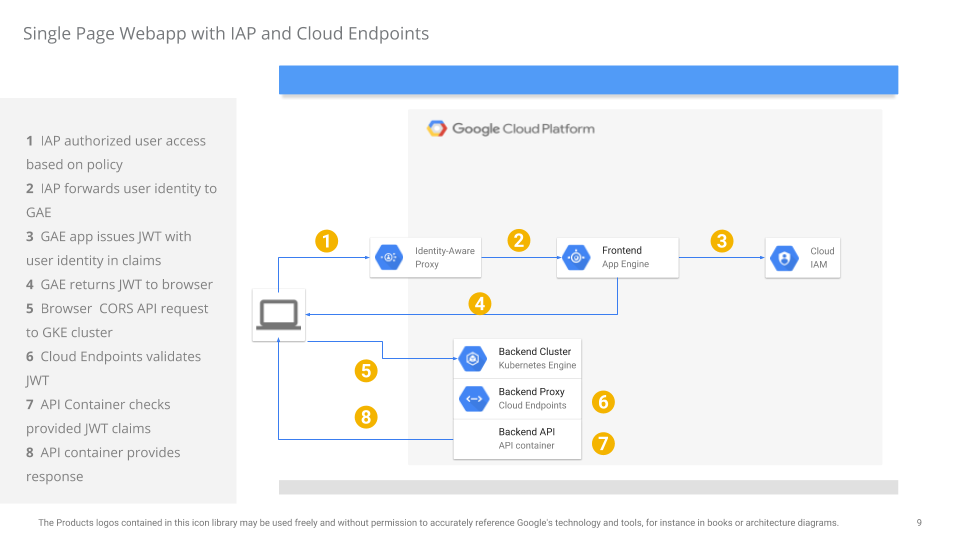 Single Page Webapp with IAP and Cloud Endpoints
1 IAP authorized user access
based on policy
2 IAP forwards user identity to
GAE
3 GAE app issues JWT with
user identity in claims
4 GAE returns JWT to browser
5 Browser CORS API request
to GKE cluster
6 Cloud Endpoints validates
JWT
7 API Container checks
provided JWT claims
8 API container provides
response
Google Cloud Platform
1
2
3
Identity-Aware
Proxy
Frontend
App Engine
Cloud
IAM
4
Backend Cluster
Kubernetes Engine
5
Backend Proxy
Cloud Endpoints
6
8
Backend API
API container
7
The Products logos contained in this icon library may be used freely and without permission to accurately reference Google's technology and tools, for instance in books or architecture diagrams.
9